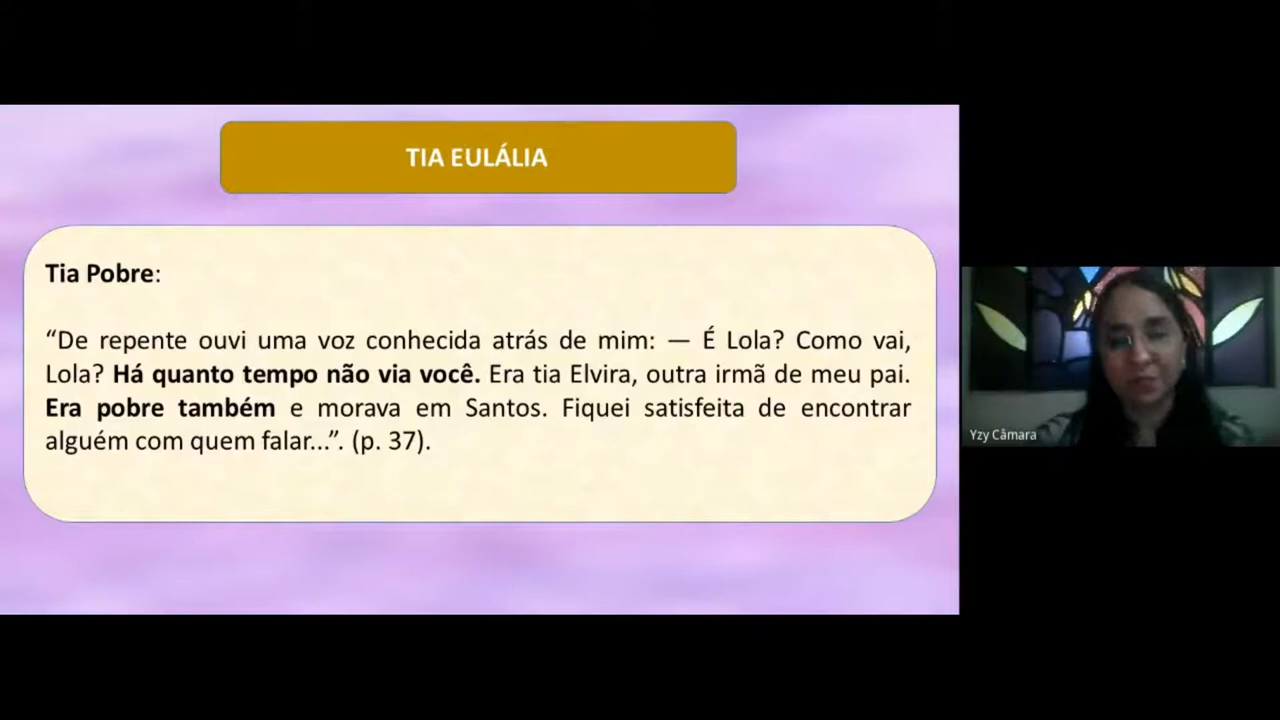 TIA EULÁLIA
Tia Pobre:
“De repente ouvi uma voz conhecida atrás de mim: — É Lola? Como vai,
Lola? Há quanto tempo não via você. Era tia Elvira, outra irmã de meu pai.
Era pobre também e morava em Santos. Fiquei satisfeita de encontrar
alguém com quem falar...”. (p. 37).
Yzy Câmara